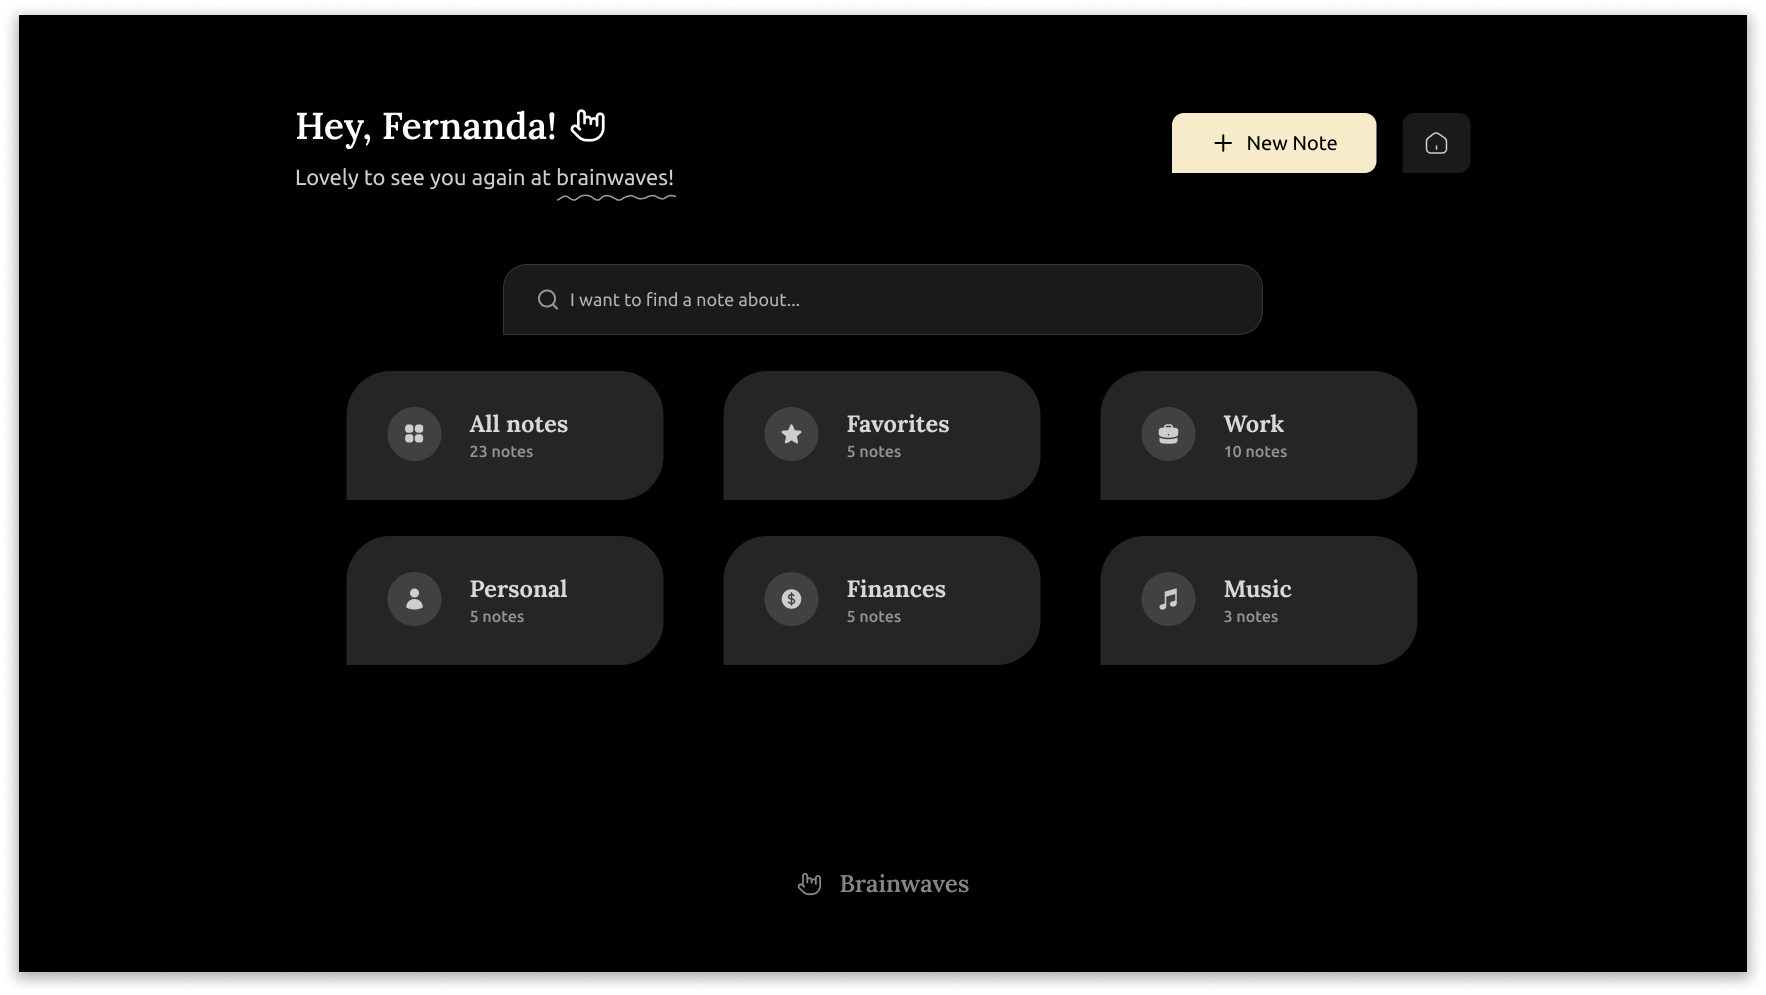 Hey, Fernanda!
Lovely to see you again at brainwaves!
New Note
I want to find a note about...
All notes
23 notes
Favorites
5 notes
Work
10 notes
Personal
5 notes
Finances
5 notes
Music
3 notes
Brainwaves